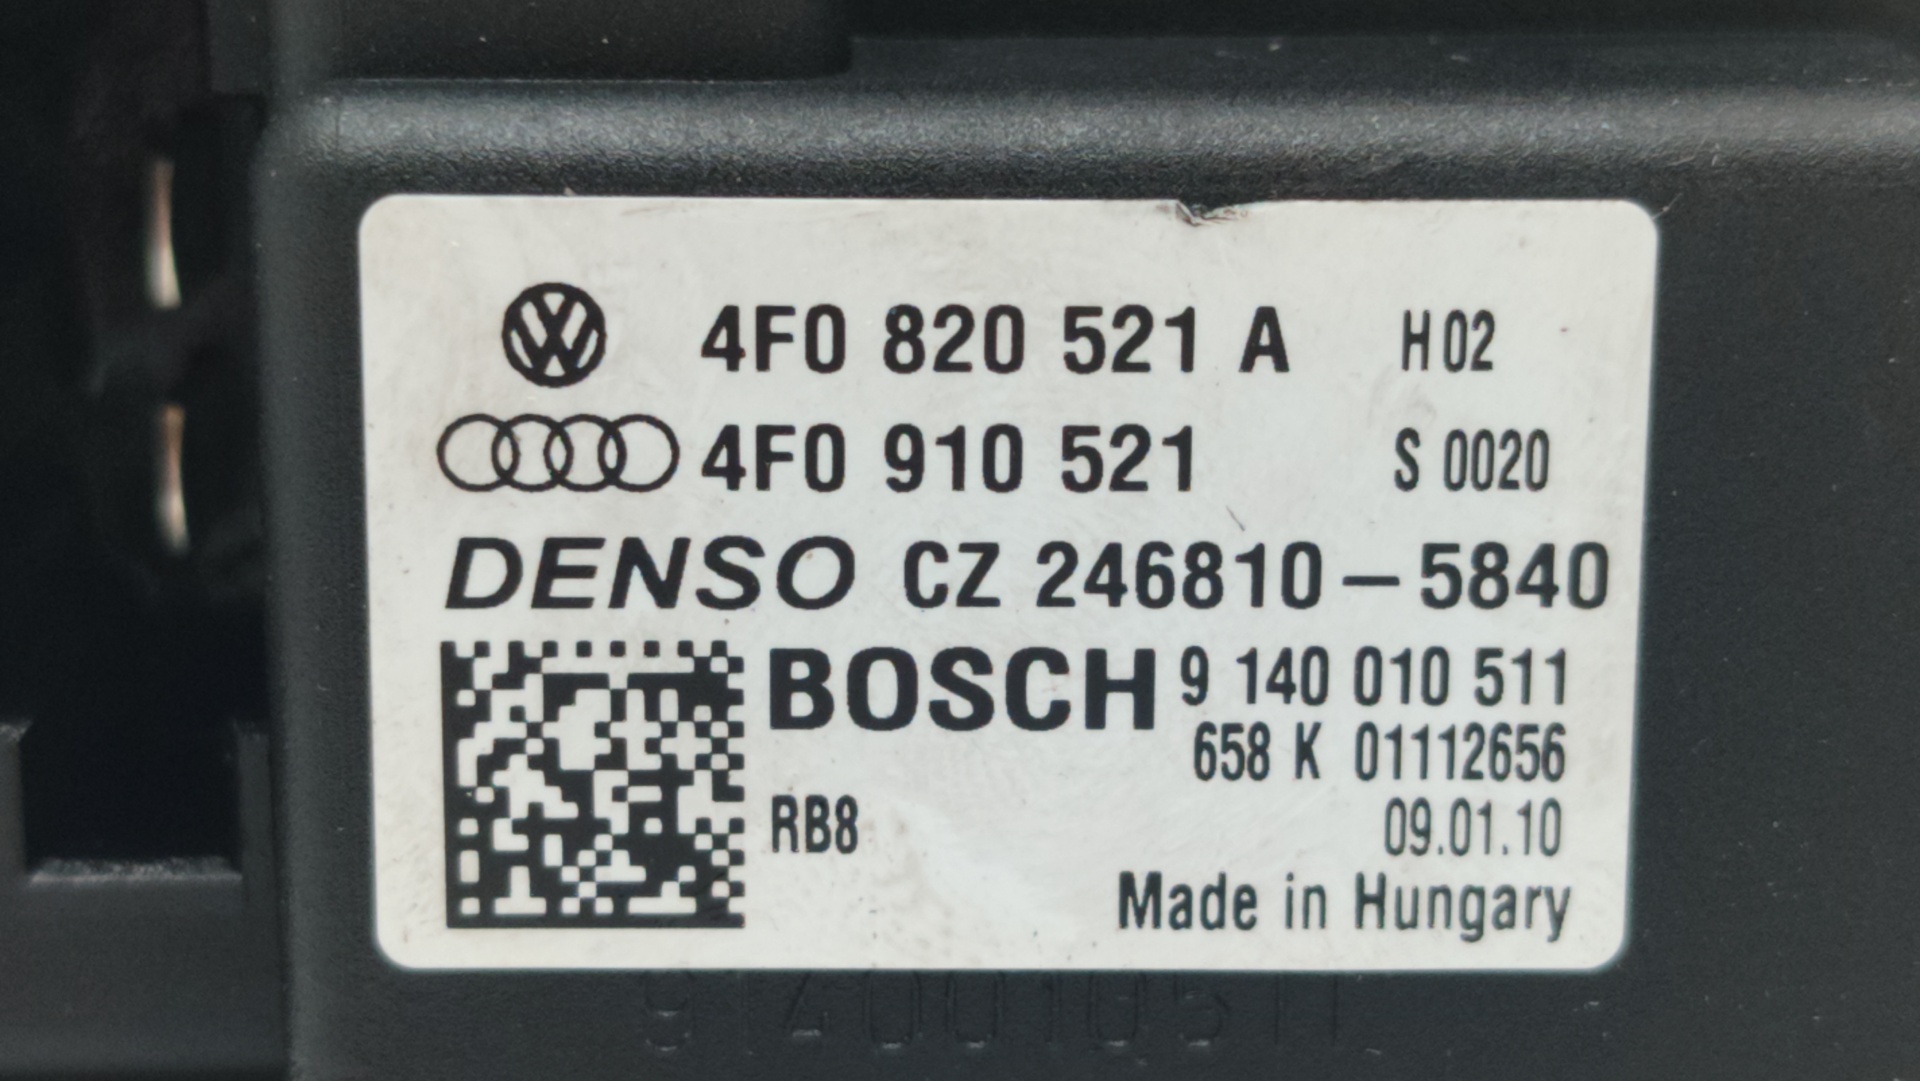 4F0 820 521 A H02
4F0 910 521 S 0020
DENSO CZ 246810-5840
BOSCH 9 140 010 511
658 K 01112656
RB8 09.01.10
Made in Hungary
9140010511